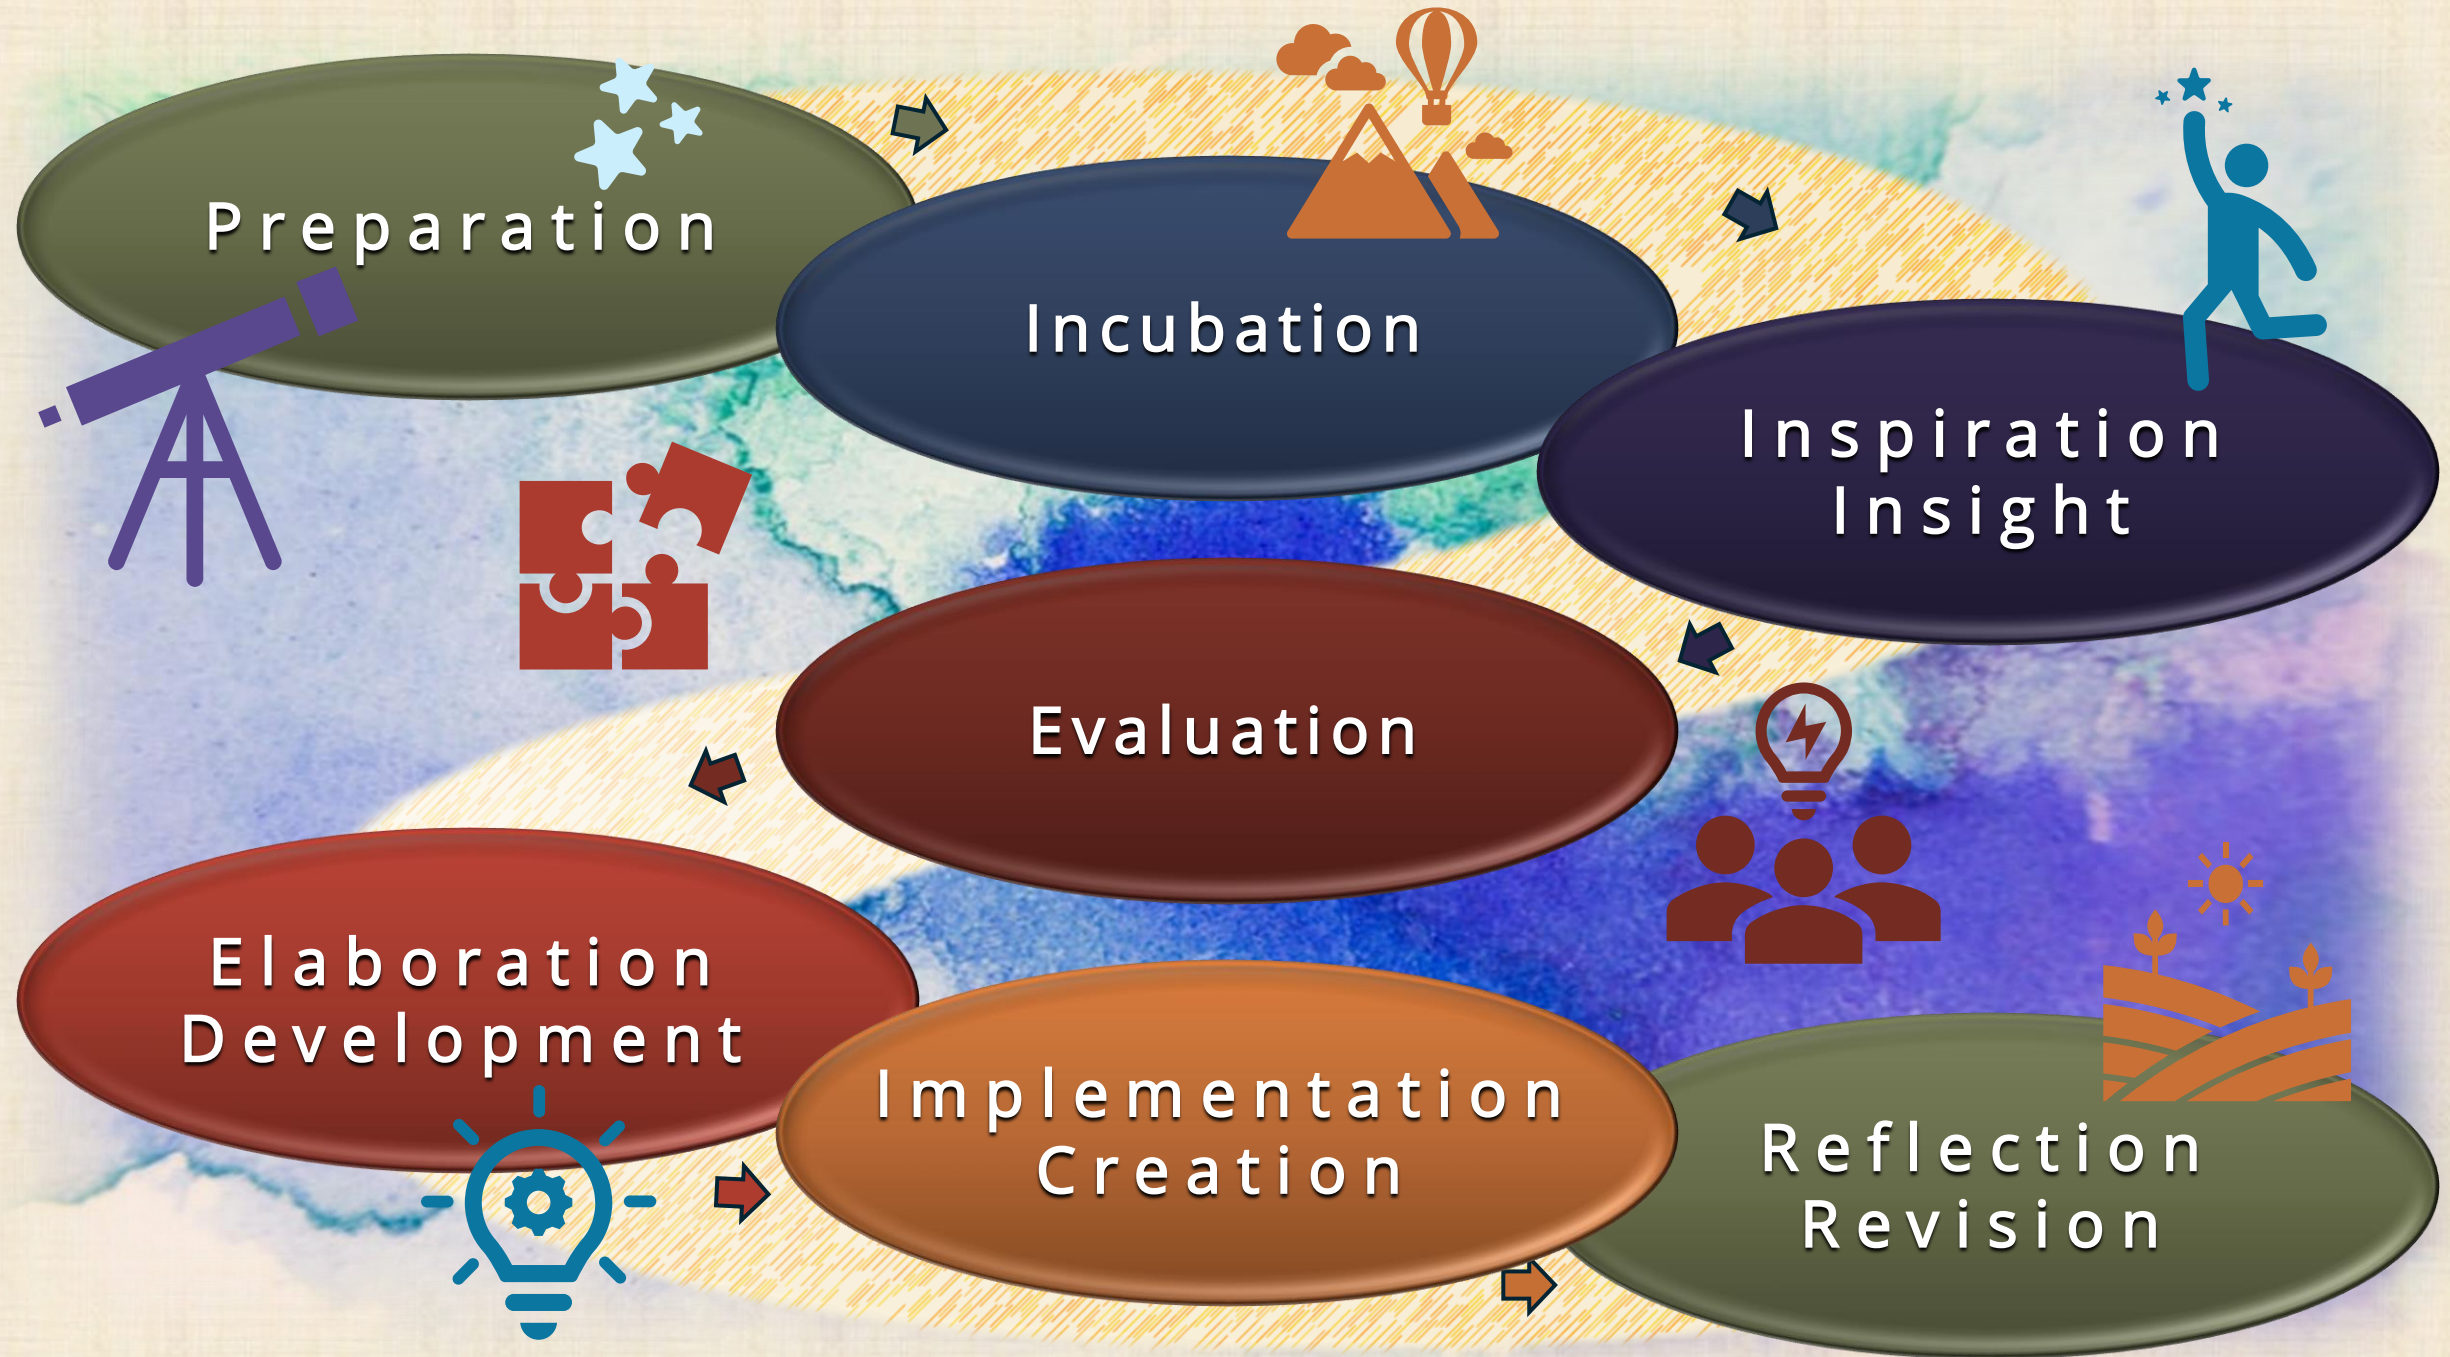 Preparation
Incubation
Inspiration
Insight
Evaluation
Elaboration
Development
Implementation
Creation
Reflection
Revision